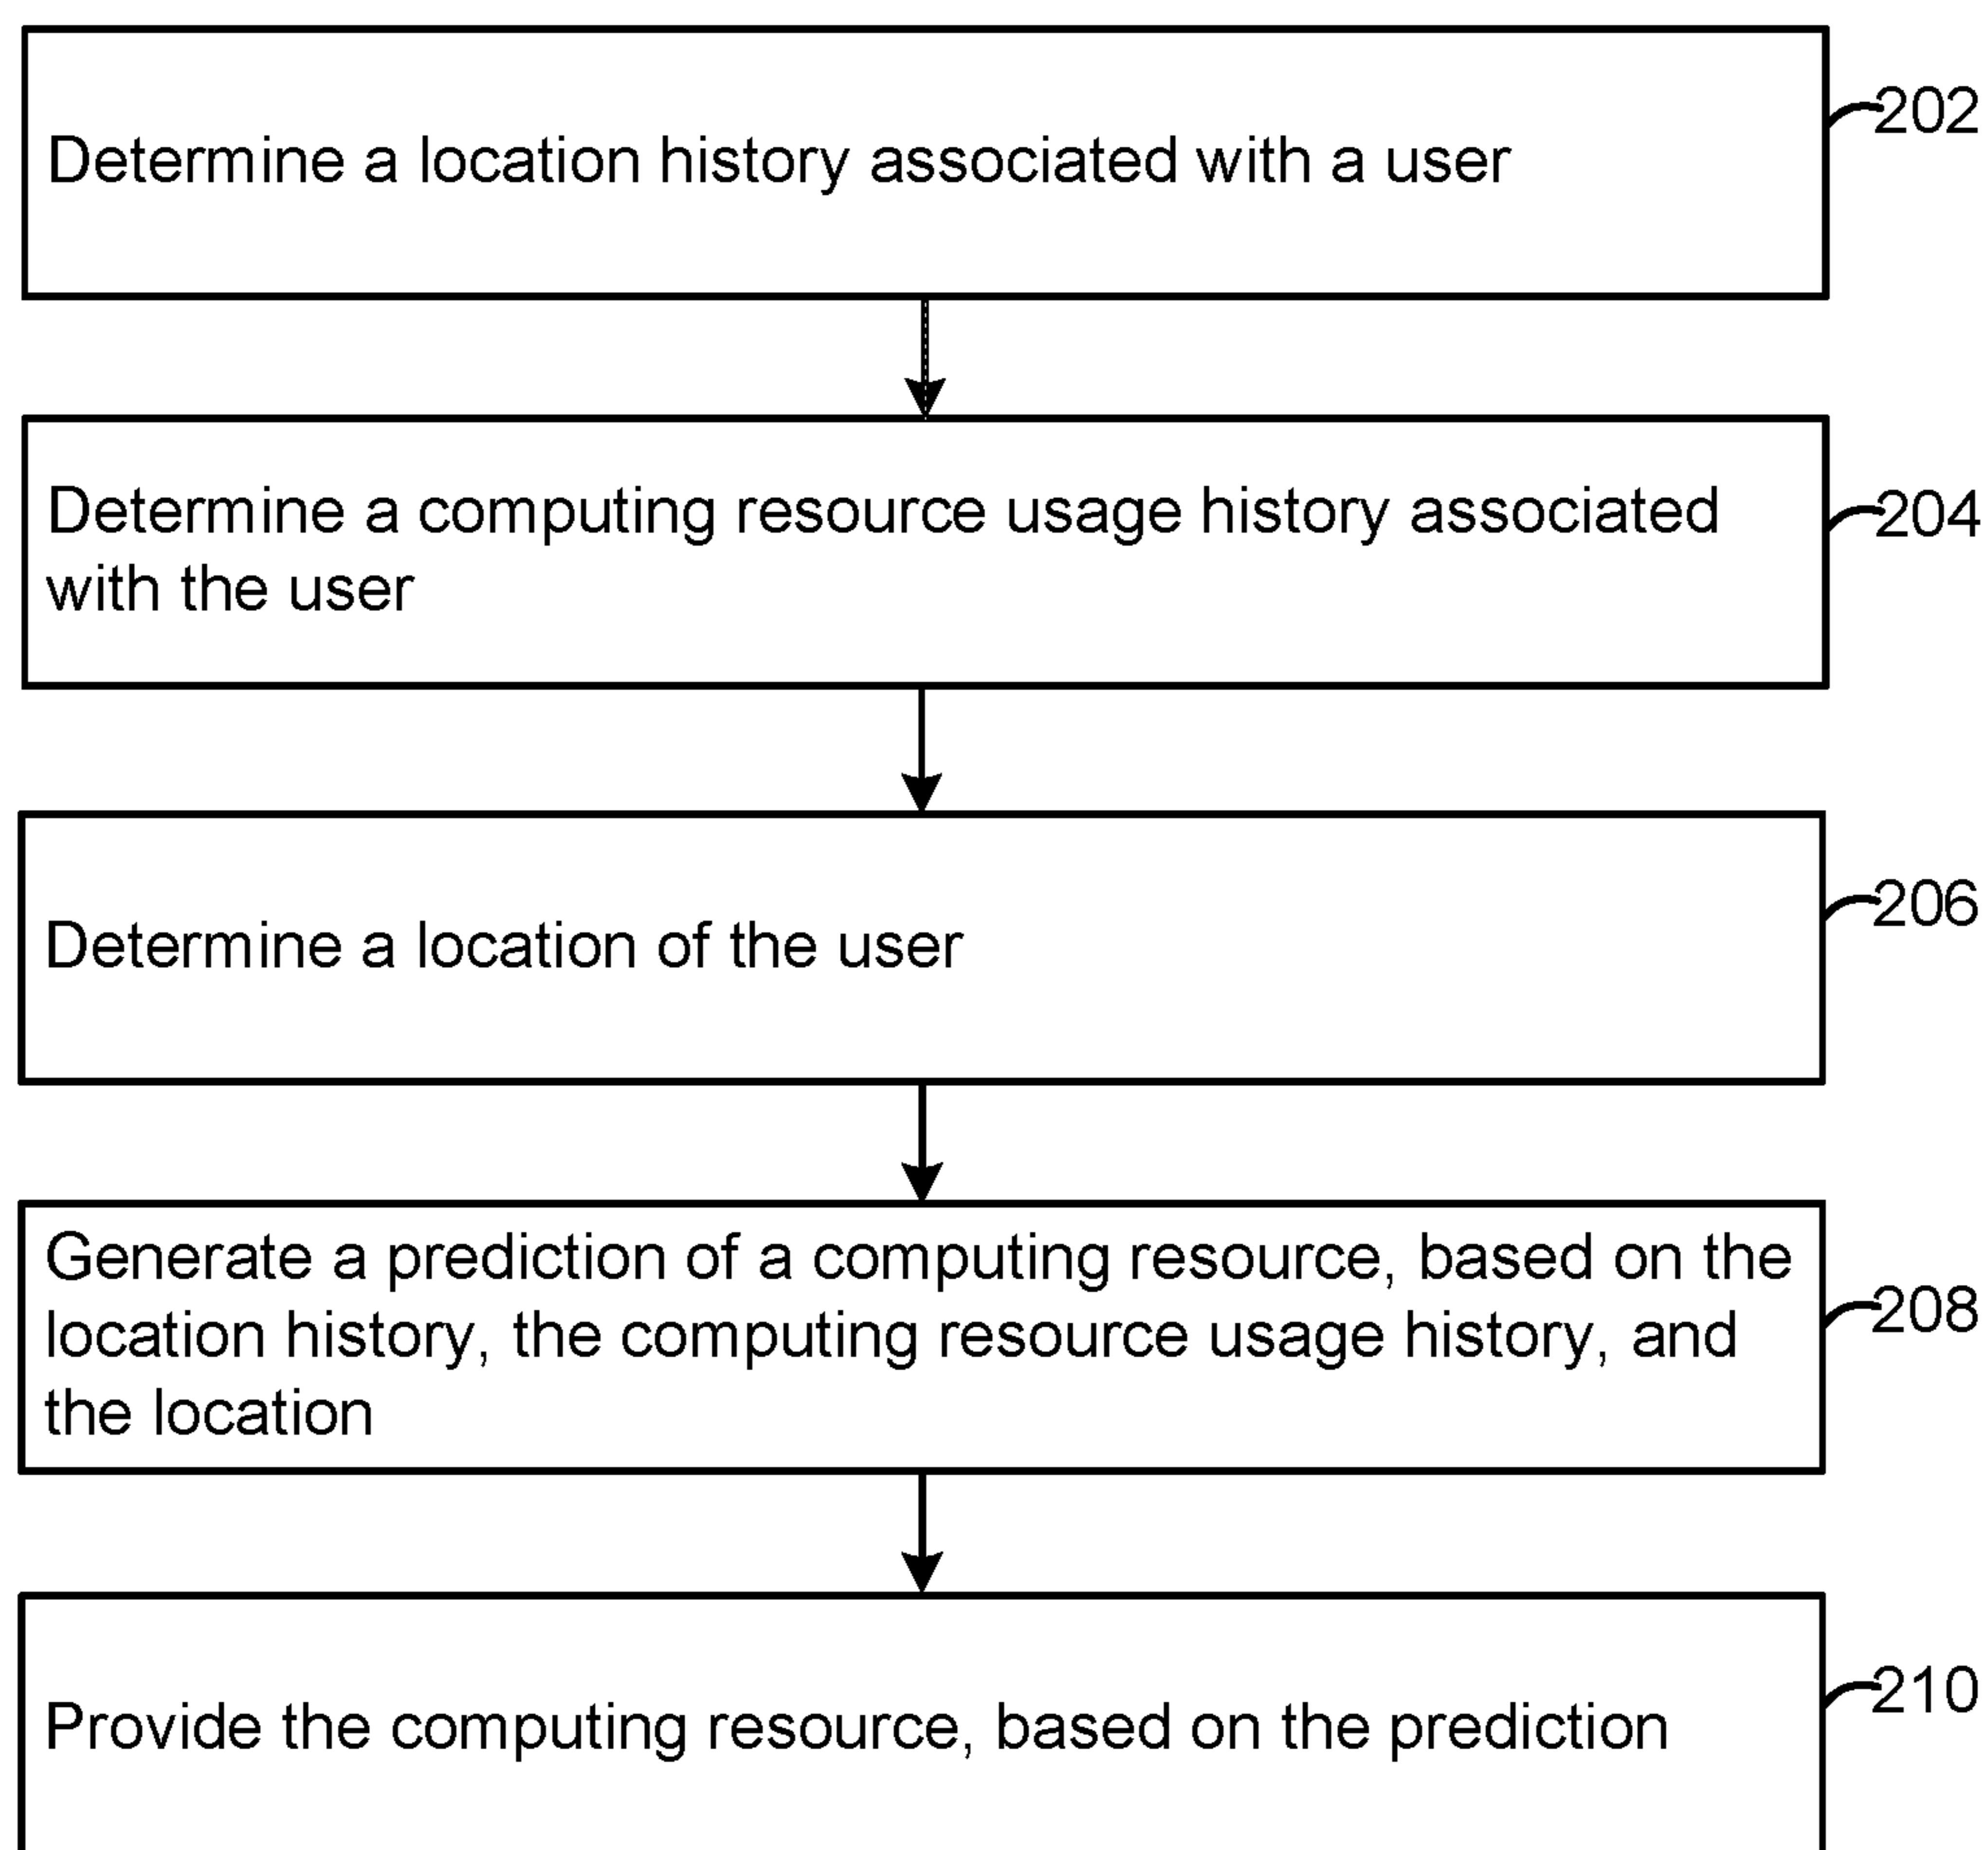 Determine a location history associated with a user
202
Determine a computing resource usage history associated
with the user
204
Determine a location of the user
206
Generate a prediction of a computing resource, based on the
location history, the computing resource usage history, and
the location
208
Provide the computing resource, based on the prediction
210